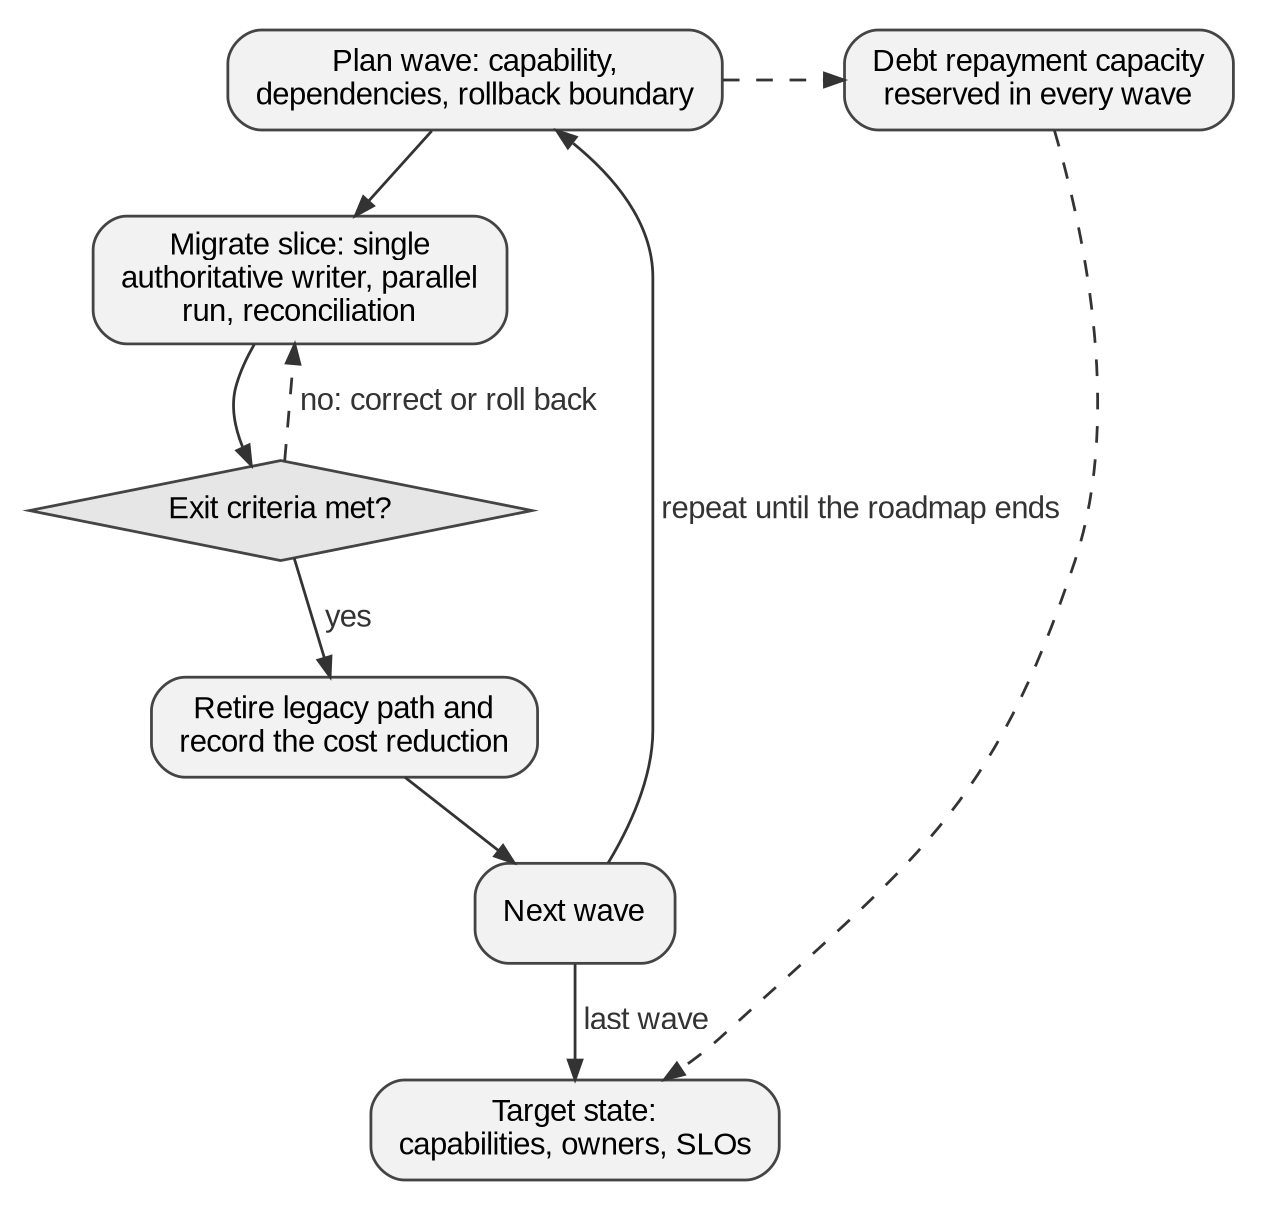 Plan wave: capability,
dependencies, rollback boundary
Debt repayment capacity
reserved in every wave
Migrate slice: single
authoritative writer, parallel
run, reconciliation
no: correct or roll back
Exit criteria met?
repeat until the roadmap ends
yes
Retire legacy path and
record the cost reduction
Next wave
last wave
Target state:
capabilities, owners, SLOs